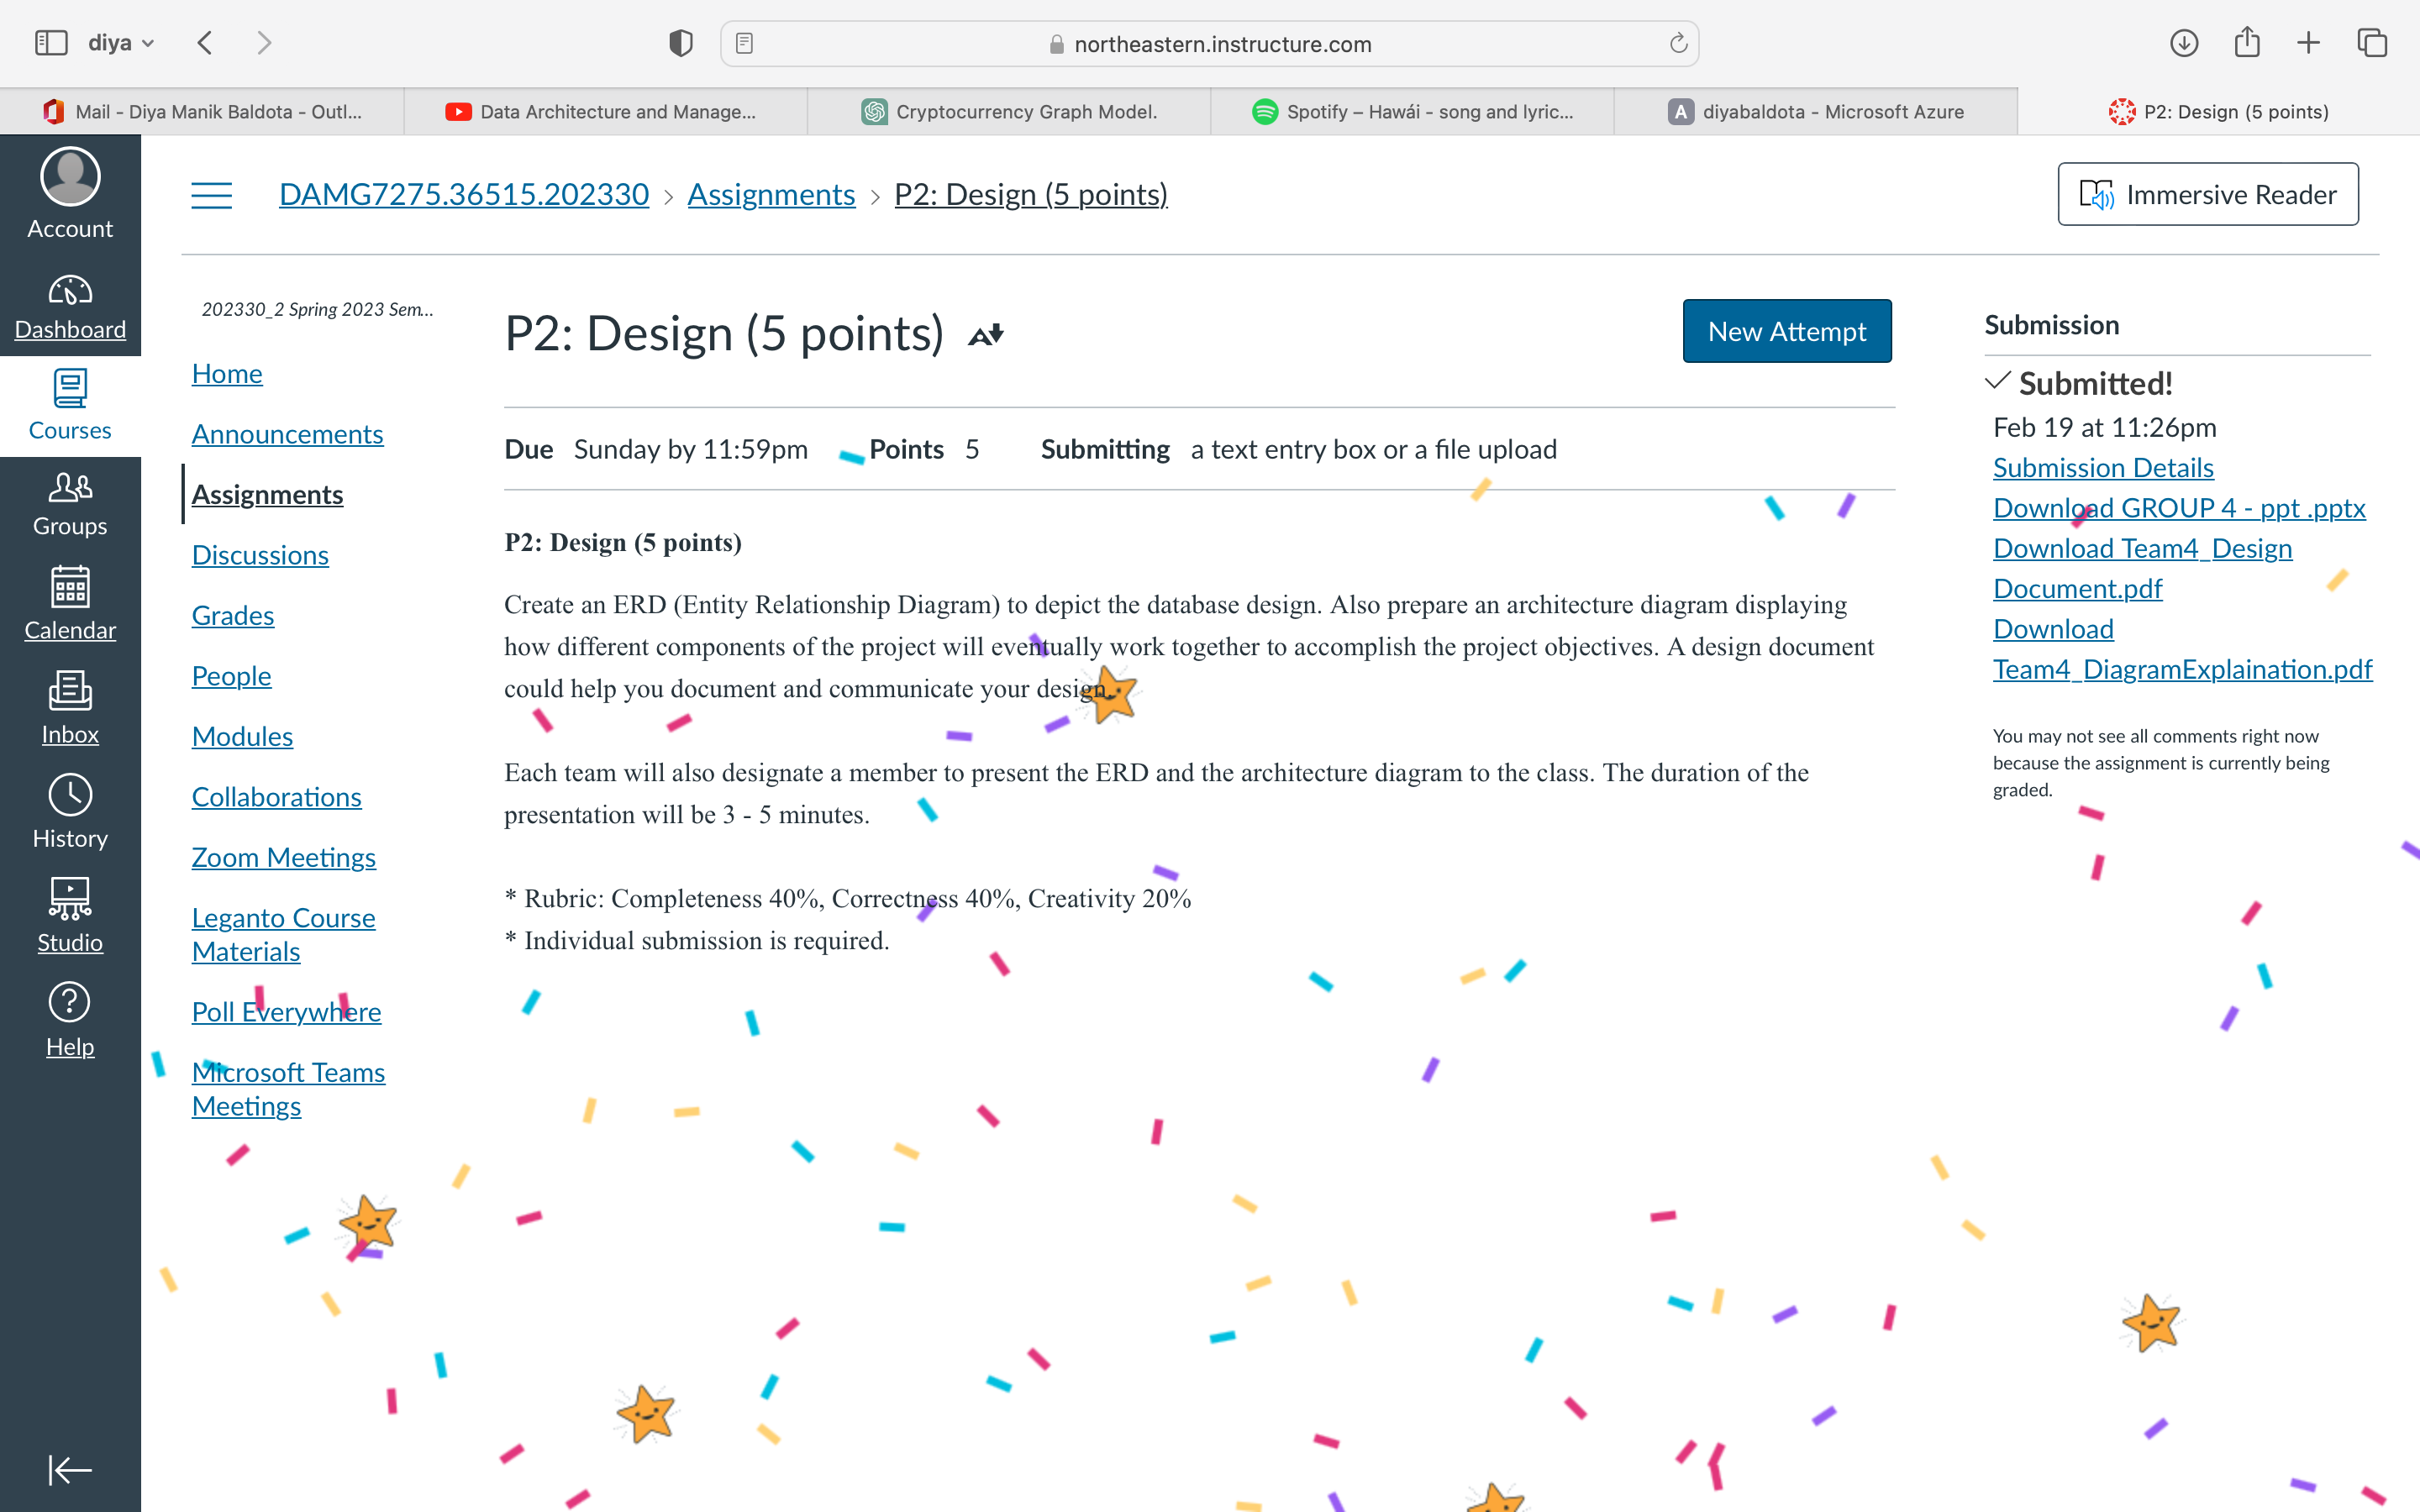 diya
northeastern.instructure.com
Mail - Diya Manik Baldota - Outl...
Data Architecture and Manage...
Cryptocurrency Graph Model.
Spotify – Hawái - song and lyric...
A diyabaldota - Microsoft Azure
P2: Design (5 points)
Account
Dashboard
Courses
Groups
Calendar
Inbox
History
Studio
Help
DAMG7275.36515.202330 › Assignments › P2: Design (5 points)
Immersive Reader
202330_2 Spring 2023 Sem...
Home
Announcements
Assignments
Discussions
Grades
People
Modules
Collaborations
Zoom Meetings
Leganto Course
Materials
Poll Everywhere
Microsoft Teams
Meetings
P2: Design (5 points)
New Attempt
Due Sunday by 11:59pm Points 5 Submitting a text entry box or a file upload
P2: Design (5 points)
Create an ERD (Entity Relationship Diagram) to depict the database design. Also prepare an architecture diagram displaying
how different components of the project will eventually work together to accomplish the project objectives. A design document
could help you document and communicate your design.
Each team will also designate a member to present the ERD and the architecture diagram to the class. The duration of the
presentation will be 3 - 5 minutes.
* Rubric: Completeness 40%, Correctness 40%, Creativity 20%
* Individual submission is required.
Submission
Submitted!
Feb 19 at 11:26pm
Submission Details
Download GROUP 4 - ppt .pptx
Download Team4_Design
Document.pdf
Download
Team4_DiagramExplaination.pdf
You may not see all comments right now
because the assignment is currently being
graded.